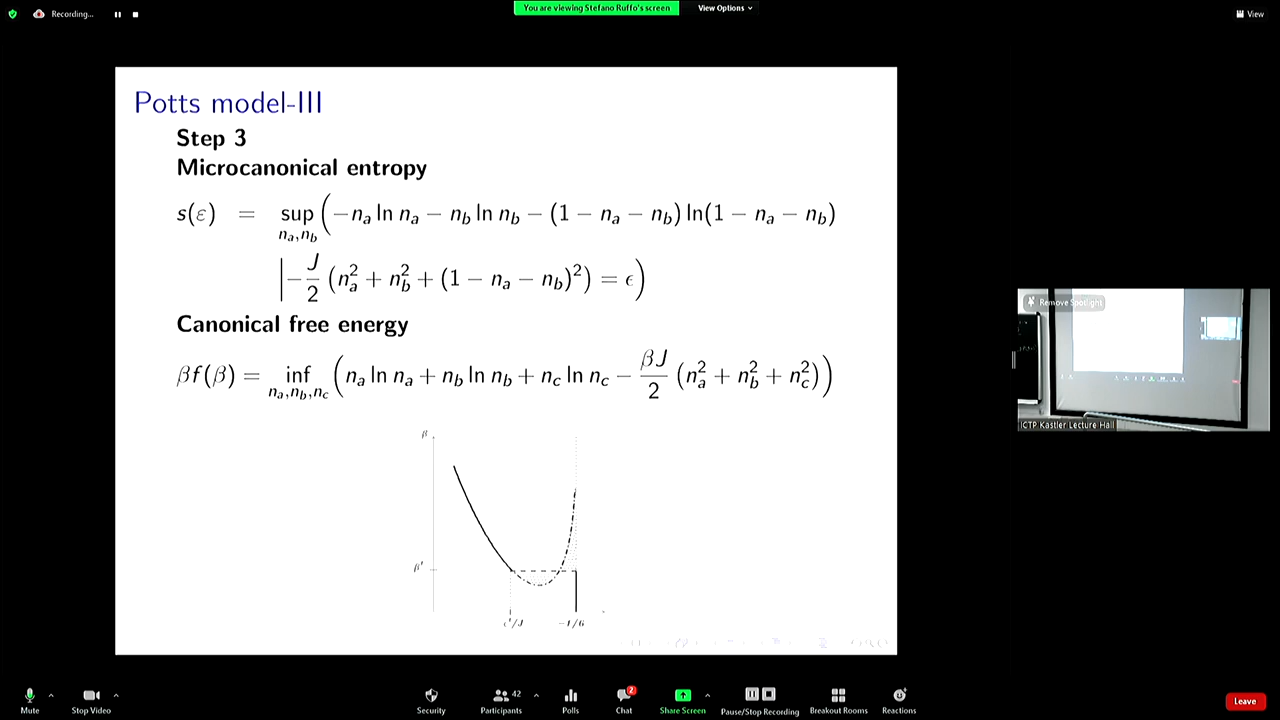 Recording...
You are viewing Stefano Ruffo's screen
View Options
View
Potts model-III
Step 3
Microcanonical entropy
s(ε) = sup_{n_a,n_b} ( −n_a ln n_a − n_b ln n_b − (1 − n_a − n_b) ln(1 − n_a − n_b)
| −J/2 (n_a^2 + n_b^2 + (1 − n_a − n_b)^2) = ϵ )
Canonical free energy
βf(β) = inf_{n_a,n_b,n_c} ( n_a ln n_a + n_b ln n_b + n_c ln n_c − βJ/2 (n_a^2 + n_b^2 + n_c^2) )
β
β'
ε'/J −1/6
Remove Spotlight
ICTP Kastler Lecture Hall
Mute Stop Video Security Participants 42 Polls Chat 2 Share Screen Pause/Stop Recording Breakout Rooms Reactions Leave